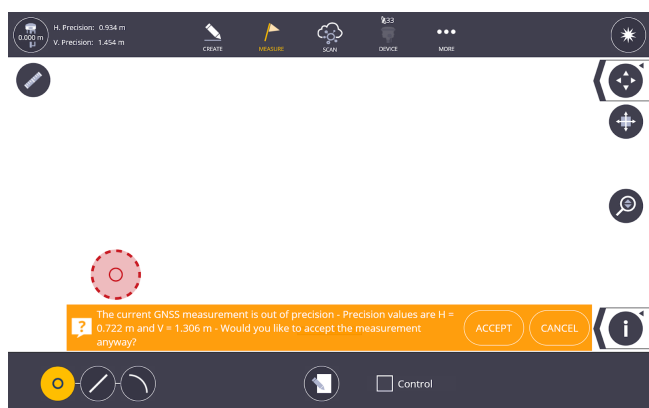 0.000 m
H. Precision: 0.934 m
V. Precision: 1.454 m
CREATE
MEASURE
SCAN
33
DEVICE
MORE
The current GNSS measurement is out of precision - Precision values are H =
0.722 m and V = 1.306 m - Would you like to accept the measurement
anyway?
ACCEPT
CANCEL
Control